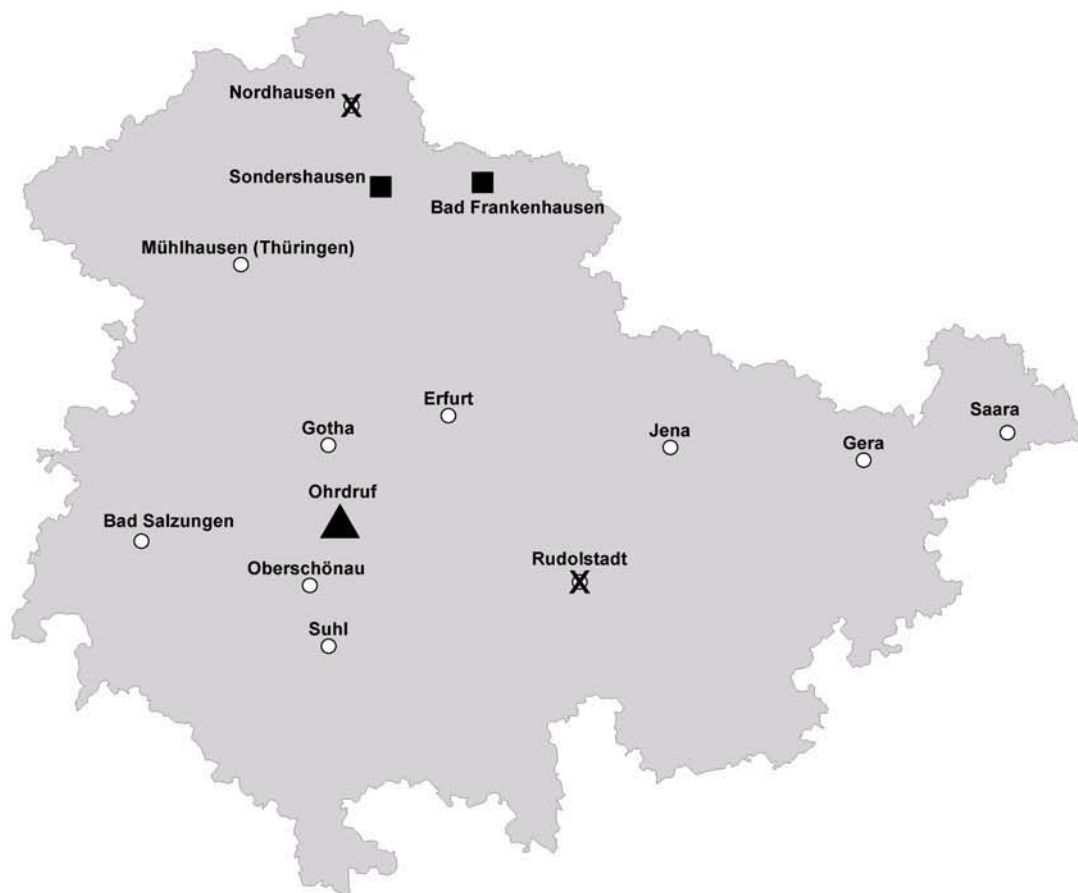 Nordhausen
Sondershausen
Bad Frankenhausen
Mühlhausen (Thüringen)
Erfurt
Saara
Gotha
Jena
Gera
Ohrdruf
Bad Salzungen
Rudolstadt
Oberschönau
Suhl